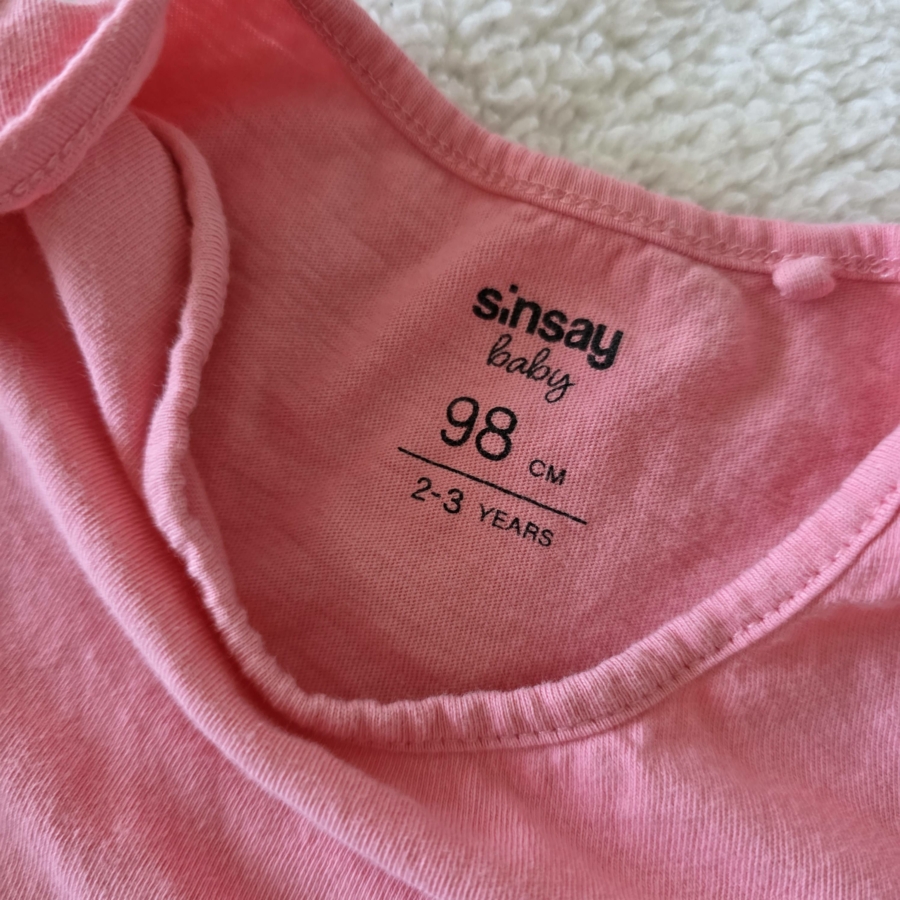 sinsay
baby
98 CM
2-3 YEARS